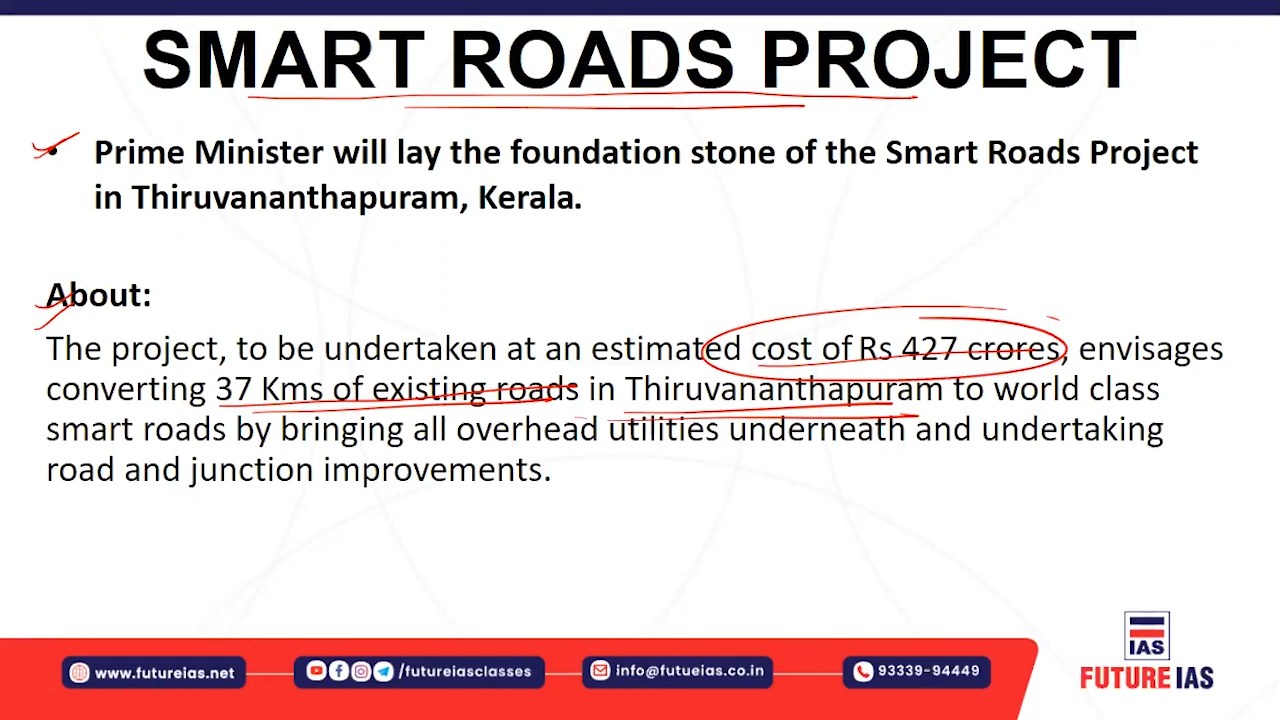 SMART ROADS PROJECT
• Prime Minister will lay the foundation stone of the Smart Roads Project
in Thiruvananthapuram, Kerala.
About:
The project, to be undertaken at an estimated cost of Rs 427 crores, envisages
converting 37 Kms of existing roads in Thiruvananthapuram to world class
smart roads by bringing all overhead utilities underneath and undertaking
road and junction improvements.
www.futureias.net
/futureiasclasses
info@futueias.co.in
93339-94449
IAS
FUTURE IAS